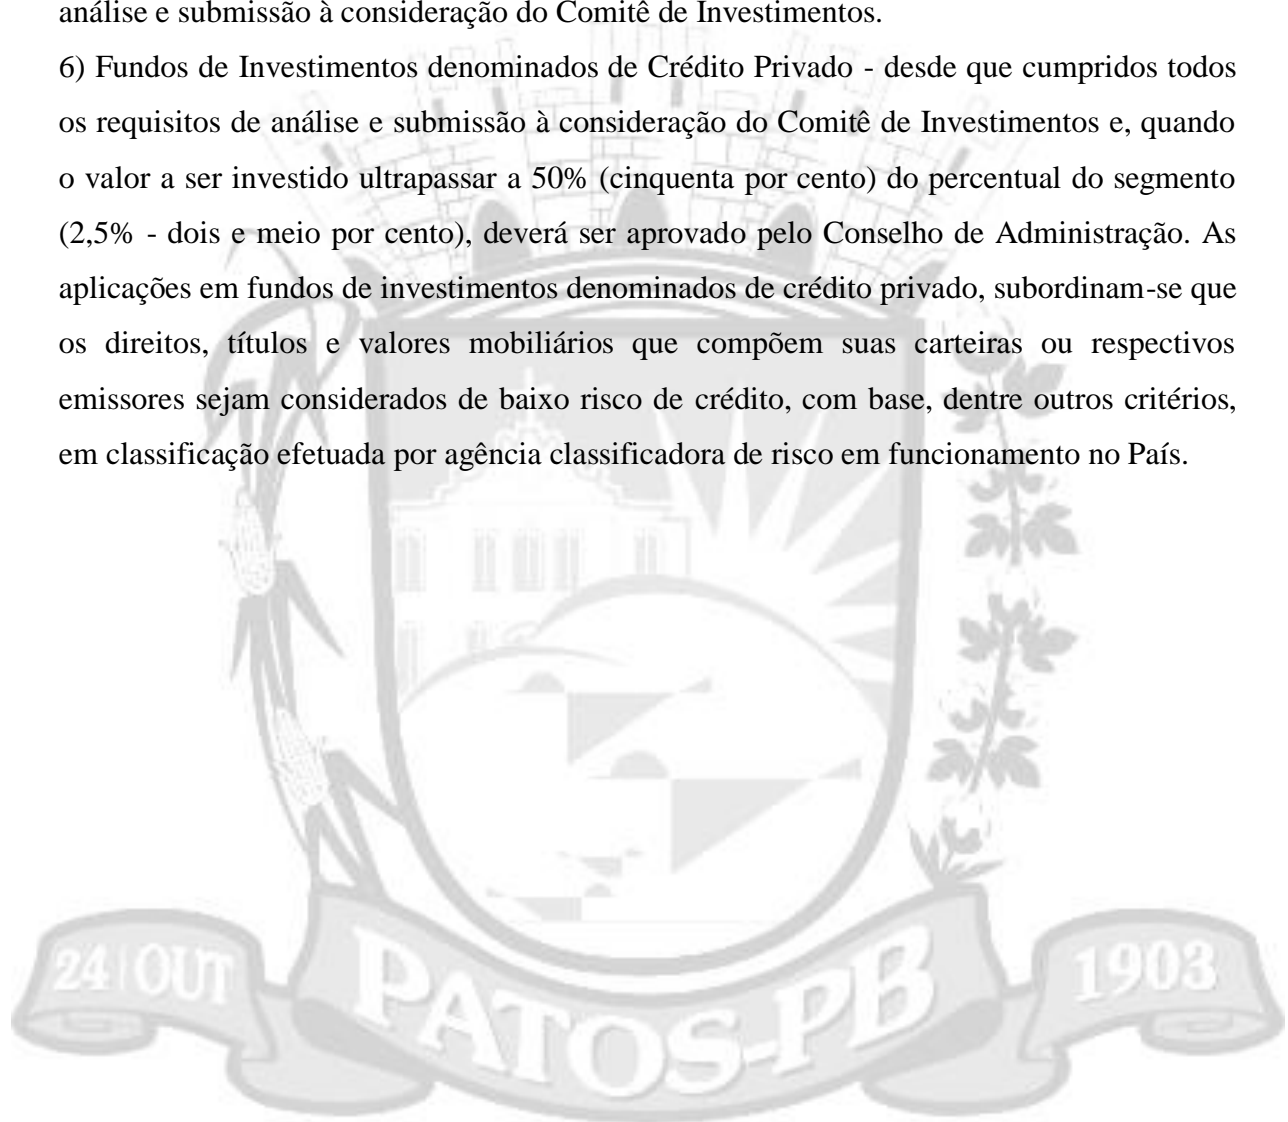 análise e submissão à consideração do Comitê de Investimentos.
6) Fundos de Investimentos denominados de Crédito Privado - desde que cumpridos todos
os requisitos de análise e submissão à consideração do Comitê de Investimentos e, quando
o valor a ser investido ultrapassar a 50% (cinquenta por cento) do percentual do segmento
(2,5% - dois e meio por cento), deverá ser aprovado pelo Conselho de Administração. As
aplicações em fundos de investimentos denominados de crédito privado, subordinam-se que
os direitos, títulos e valores mobiliários que compõem suas carteiras ou respectivos
emissores sejam considerados de baixo risco de crédito, com base, dentre outros critérios,
em classificação efetuada por agência classificadora de risco em funcionamento no País.
24 | OUT
PATOS-PB
1903